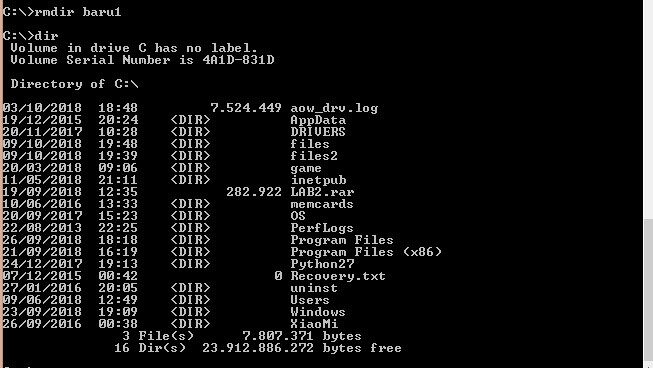 C:\>rmdir baru1
C:\>dir
Volume in drive C has no label.
Volume Serial Number is 4A1D-831D
Directory of C:\
03/10/2018 18:48 7.524.449 aow_drv.log
19/12/2015 20:24 <DIR> AppData
20/11/2017 10:28 <DIR> DRIVERS
09/10/2018 19:48 <DIR> files
09/10/2018 19:39 <DIR> files2
20/03/2018 09:06 <DIR> game
11/05/2018 21:11 <DIR> inetpub
19/09/2018 12:35 282.922 LAB2.rar
10/06/2016 13:33 <DIR> memcards
20/09/2017 15:23 <DIR> OS
22/08/2013 22:25 <DIR> PerfLogs
26/09/2018 18:18 <DIR> Program Files
21/09/2018 16:19 <DIR> Program Files (x86)
24/12/2017 19:13 <DIR> Python27
07/12/2015 00:42 0 Recovery.txt
27/01/2016 20:05 <DIR> uninst
09/06/2018 12:49 <DIR> Users
23/09/2018 19:09 <DIR> Windows
26/09/2016 00:38 <DIR> XiaoMi
3 File(s) 7.807.371 bytes
16 Dir(s) 23.912.886.272 bytes free